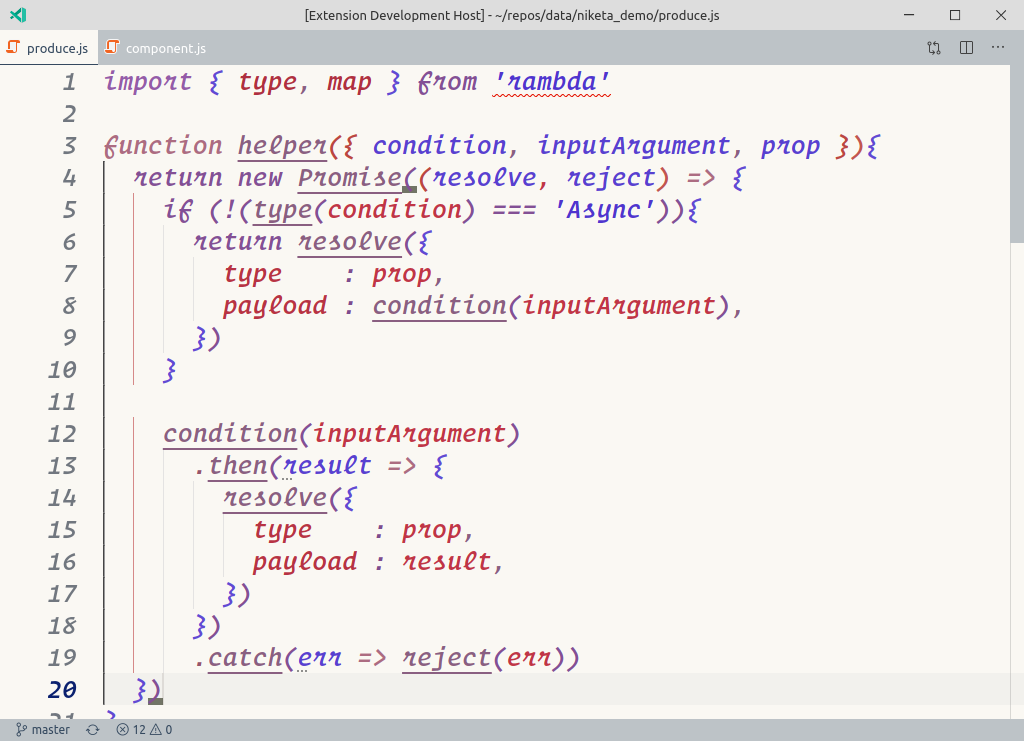 [Extension Development Host] - ~/repos/data/niketa_demo/produce.js
produce.js component.js
1 import { type, map } from 'rambda'
2
3 function helper({ condition, inputArgument, prop }){
4 return new Promise((resolve, reject) => {
5 if (!(type(condition) === 'Async')){
6 return resolve({
7 type : prop,
8 payload : condition(inputArgument),
9 })
10 }
11
12 condition(inputArgument)
13 .then(result => {
14 resolve({
15 type : prop,
16 payload : result,
17 })
18 })
19 .catch(err => reject(err))
20 })
21 }
master 12 0